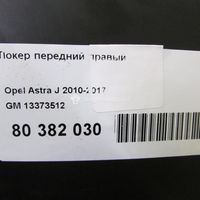 Локер передний правый
Opel Astra J 2010-2017
GM 13373512
80 382 030